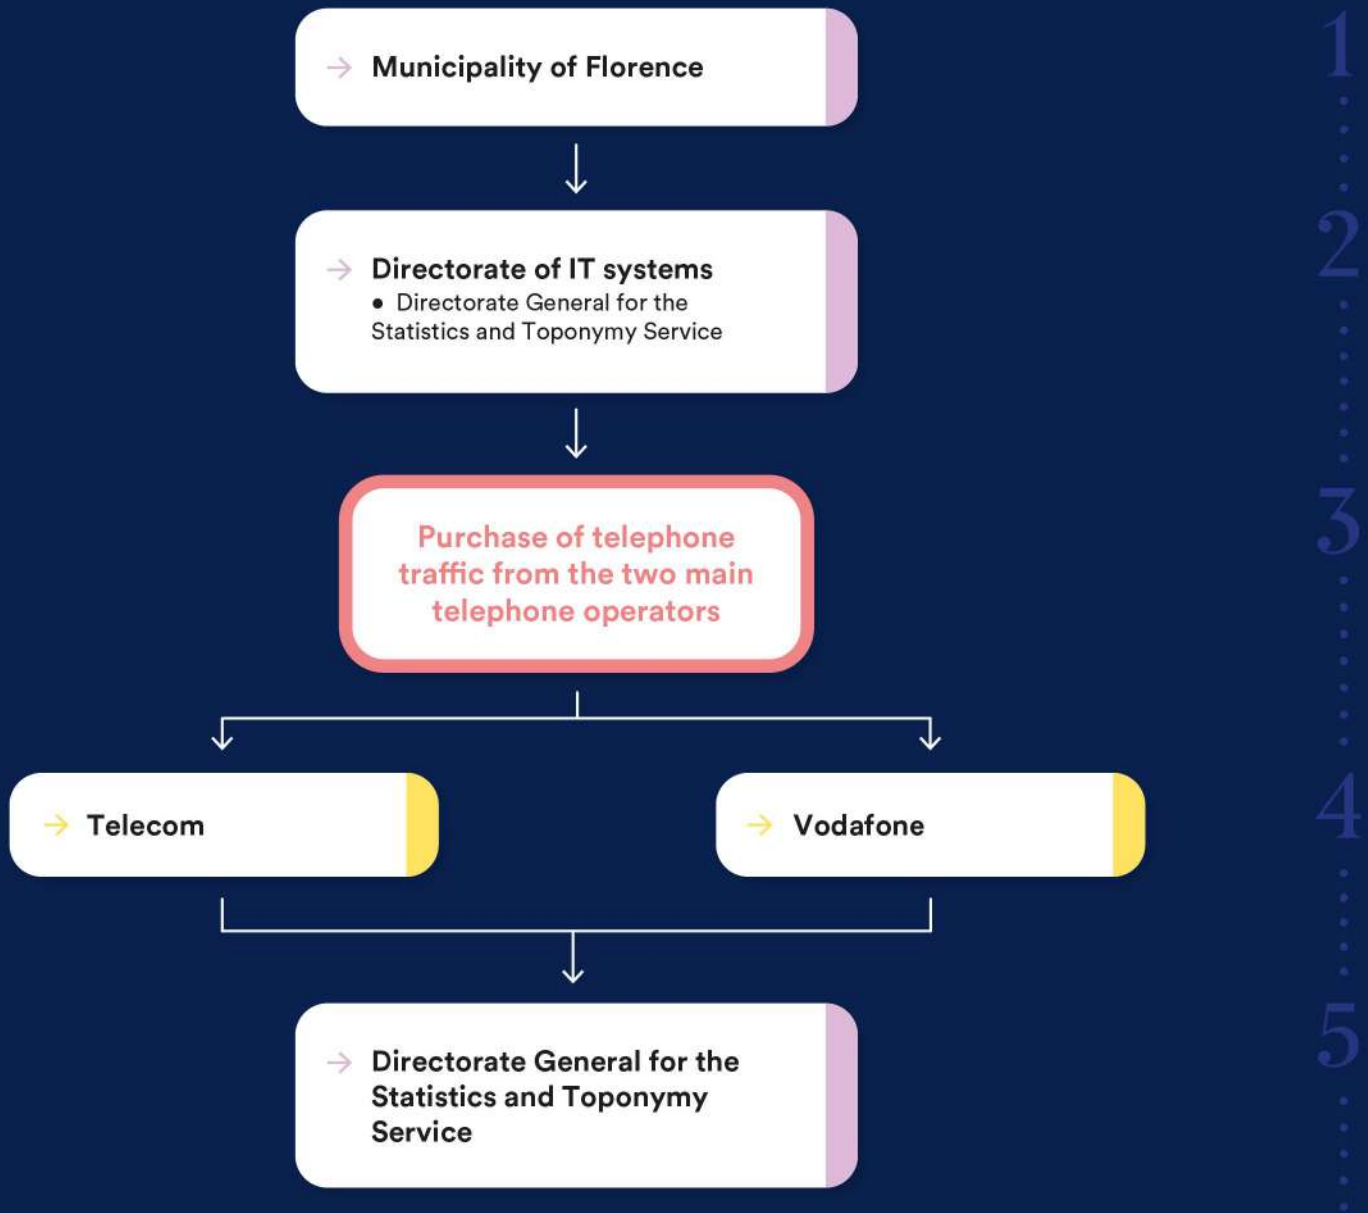 1
Municipality of Florence
2
Directorate of IT systems
• Directorate General for the
Statistics and Toponymy Service
3
Purchase of telephone
traffic from the two main
telephone operators
4
Telecom
Vodafone
5
Directorate General for the
Statistics and Toponymy
Service